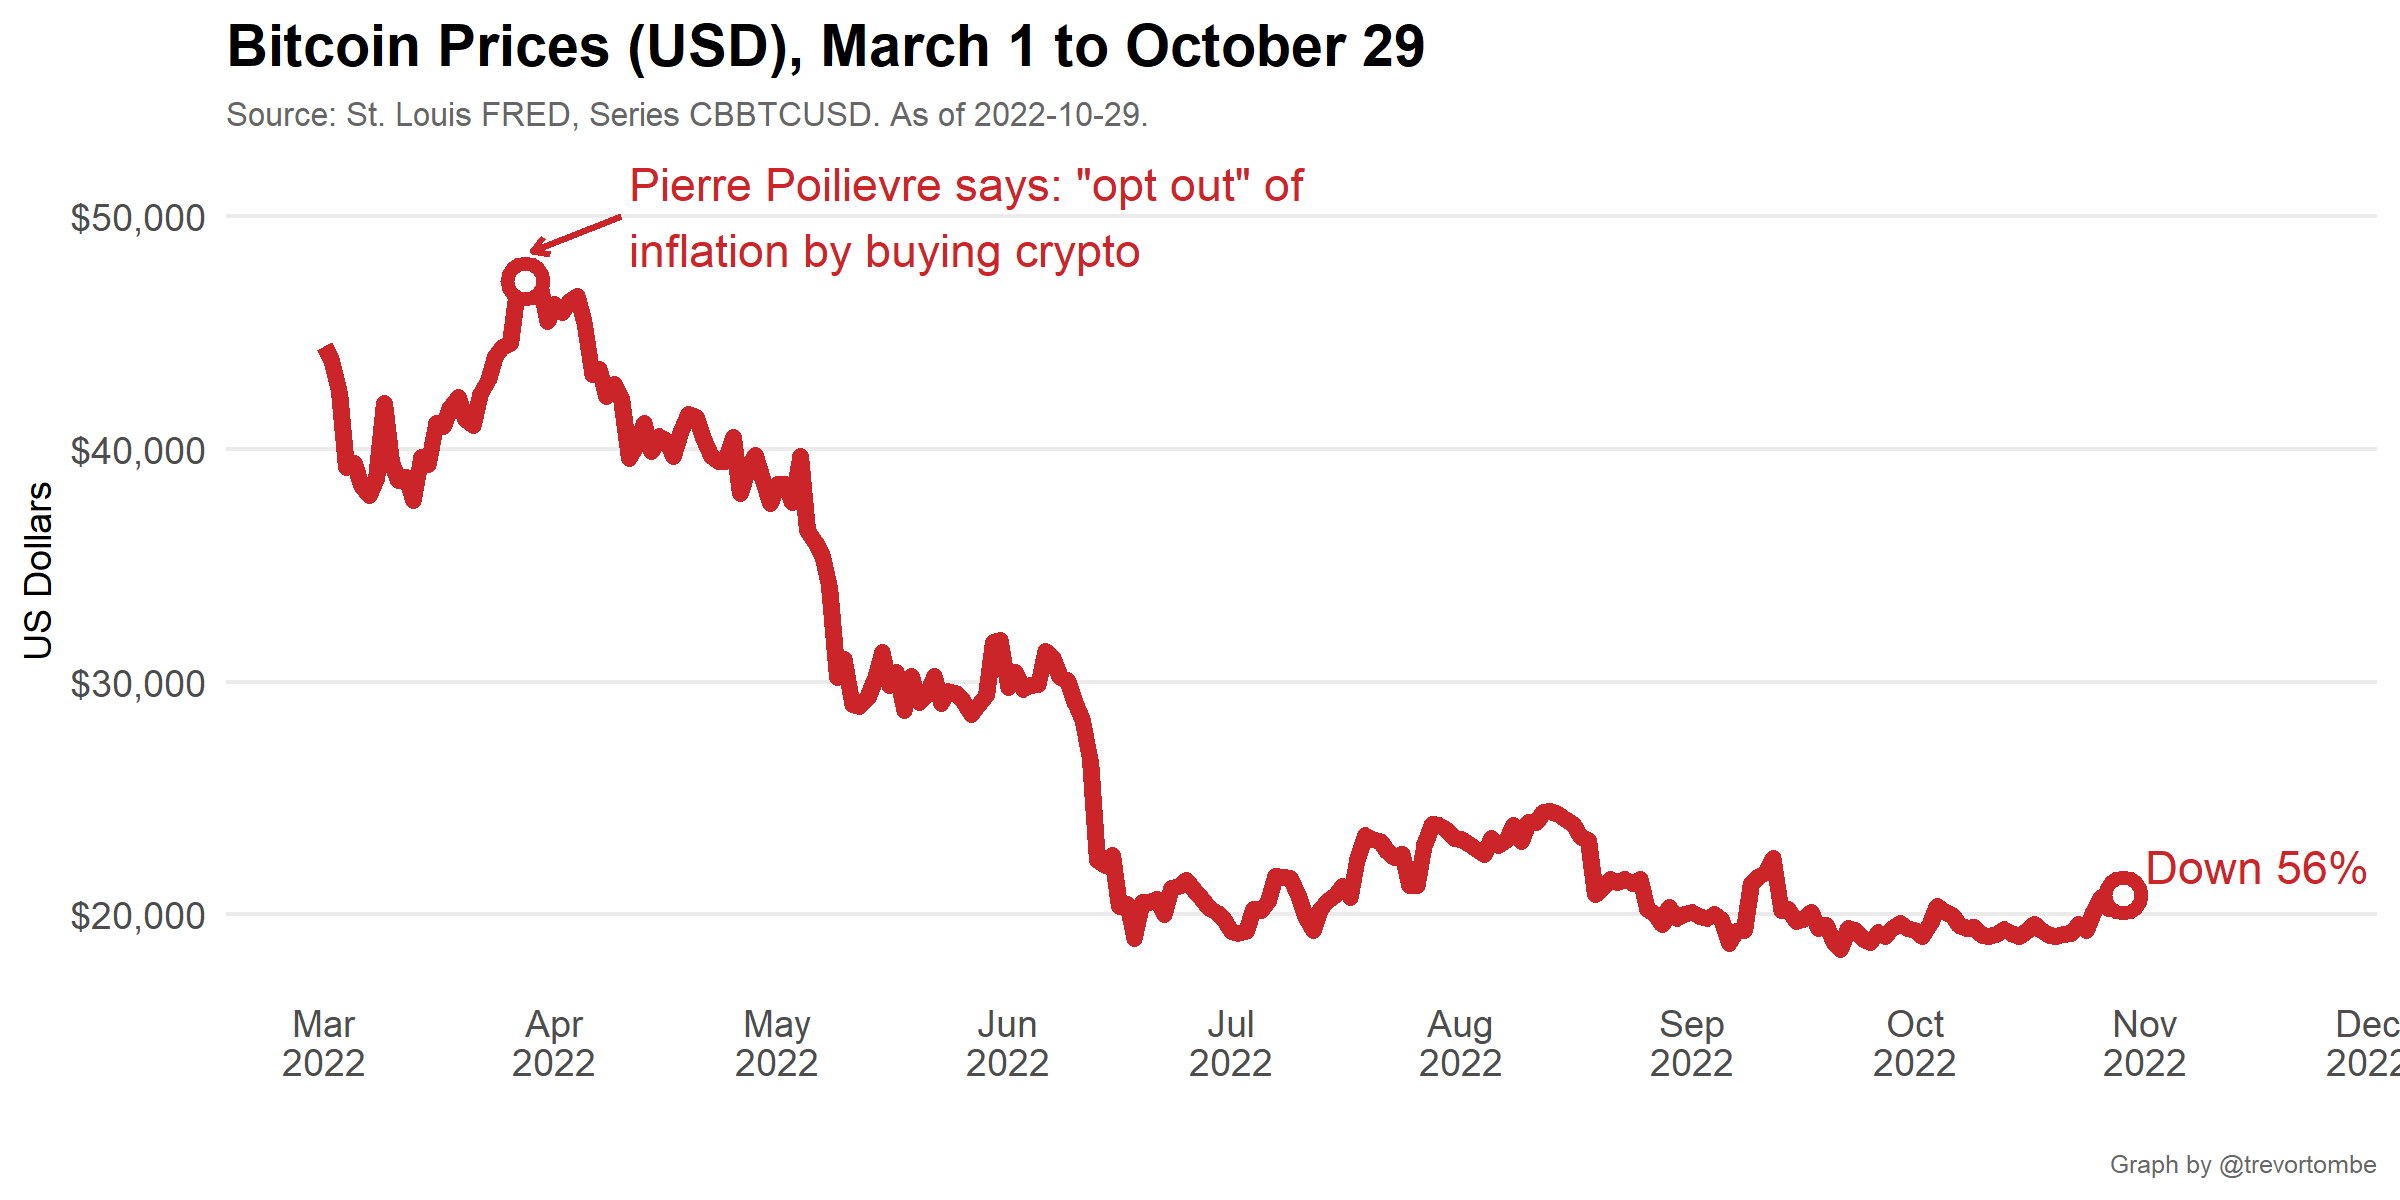 Bitcoin Prices (USD), March 1 to October 29
Source: St. Louis FRED, Series CBBTCUSD. As of 2022-10-29.
Pierre Poilievre says: "opt out" of
inflation by buying crypto
$50,000
$40,000
$30,000
$20,000
US Dollars
Down 56%
Mar Apr May Jun Jul Aug Sep Oct Nov Dec
2022 2022 2022 2022 2022 2022 2022 2022 2022 2022
Graph by @trevortombe